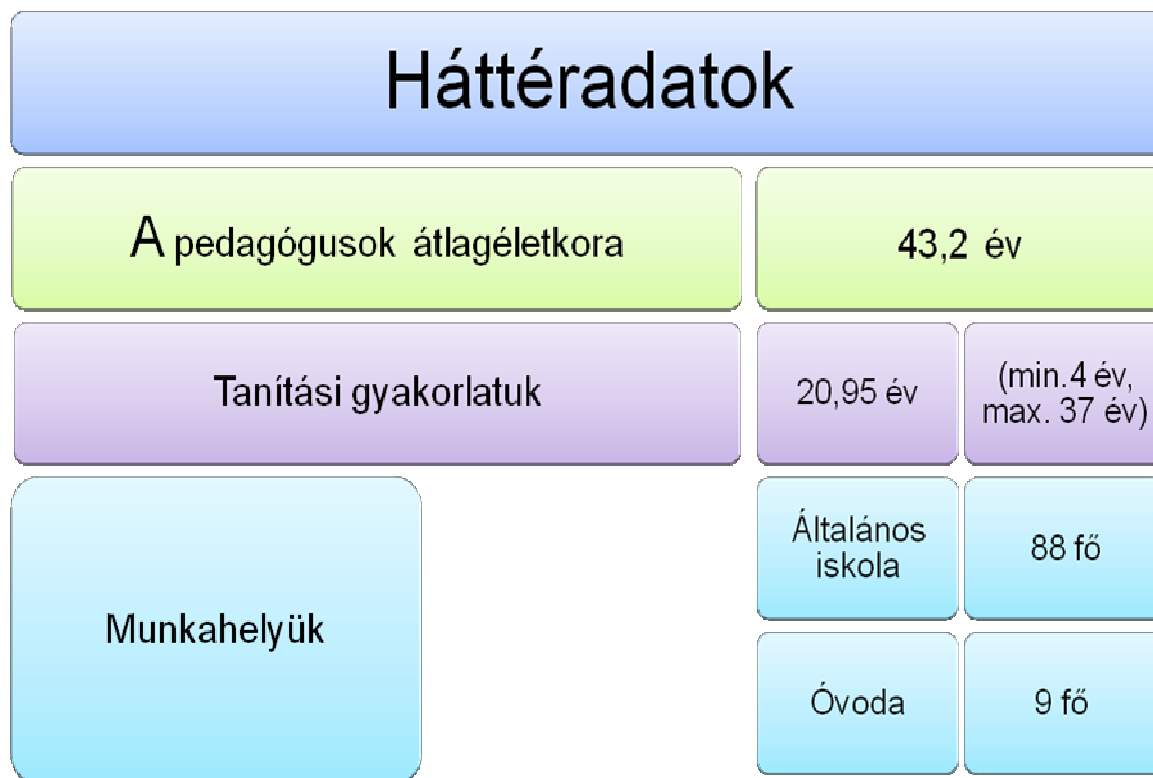 Háttéradatok
A pedagógusok átlagéletkora
43,2 év
Tanítási gyakorlatuk
20,95 év
(min.4 év,
max. 37 év)
Munkahelyük
Általános
iskola
88 fő
Óvoda
9 fő